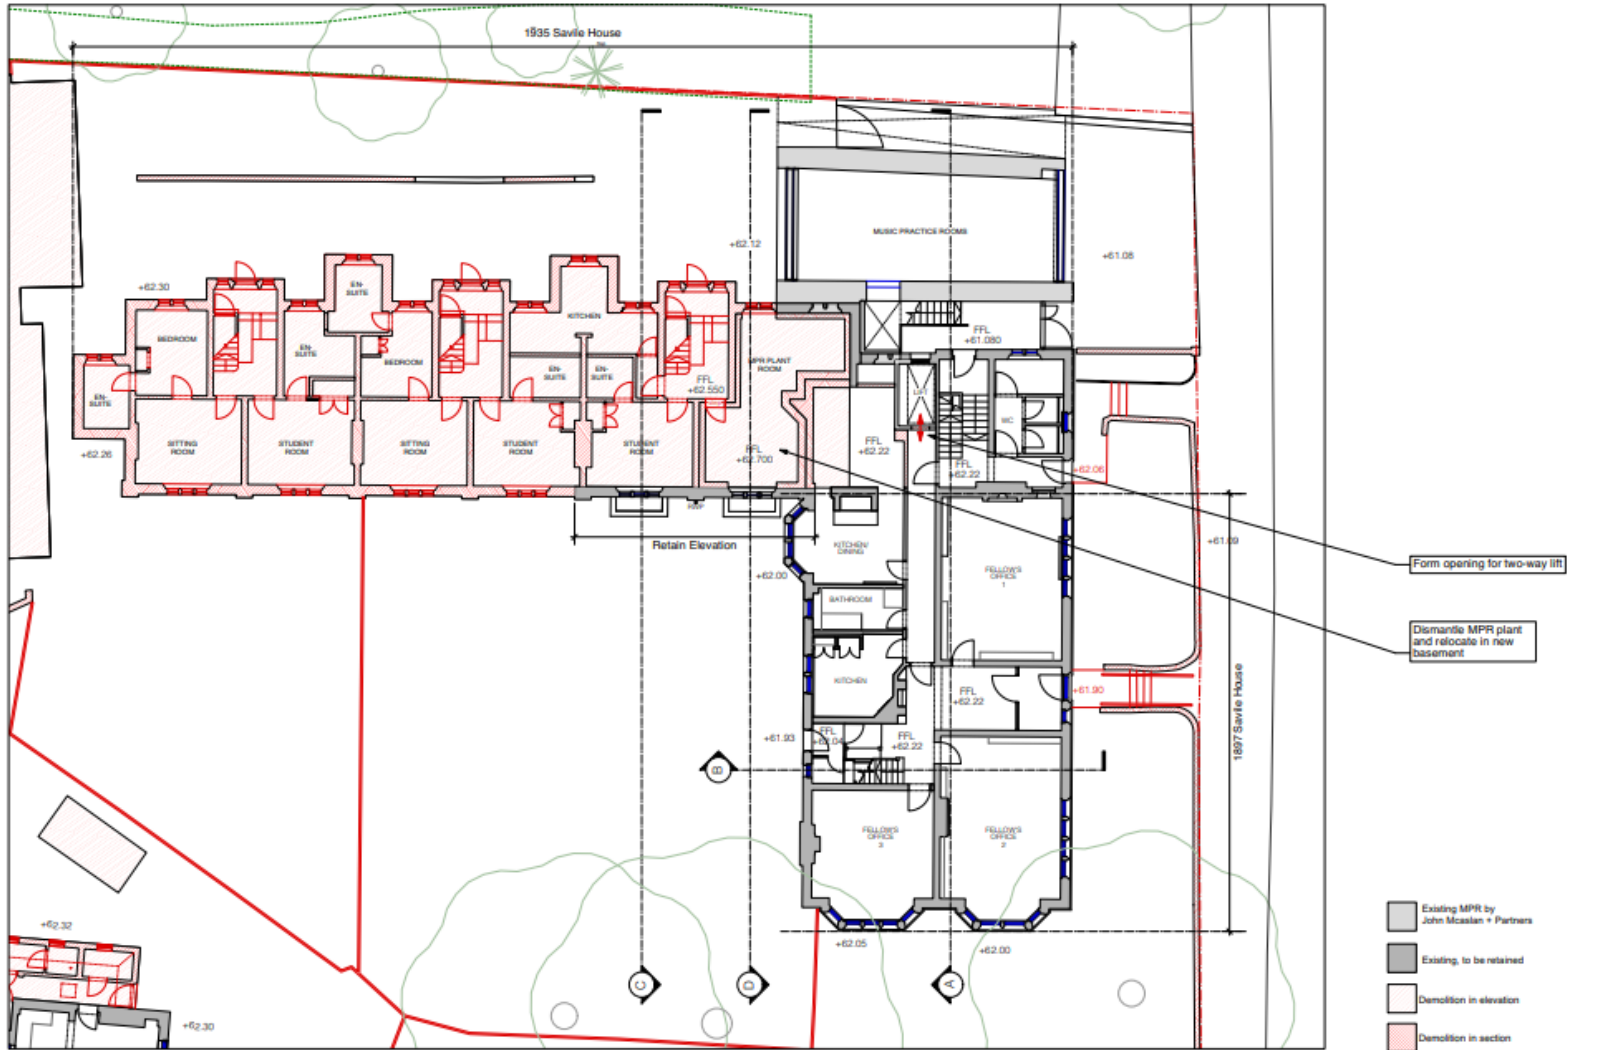 1935 Savile House
+62.12
MUSIC PRACTICE ROOMS
+61.08
+62.30
EN-
SUITE
KITCHEN
BEDROOM
EN-
SUITE
BEDROOM
EN-
SUITE
EN-
SUITE
MPR PLANT
ROOM
FFL
+61.080
FFL
+62.550
EN-
SUITE
LIFT
WC
SITTING
ROOM
STUDENT
ROOM
SITTING
ROOM
STUDENT
ROOM
STUDENT
ROOM
FFL
+62.700
FFL
+62.22
FFL
+62.22
+62.06
+62.26
RWP
Retain Elevation
KITCHEN/
DINING
+61.09
+62.00
FELLOW'S
OFFICE
1
Form opening for two-way lift
BATHROOM
Dismantle MPR plant
and relocate in new
basement
KITCHEN
FFL
+62.22
+61.90
1897 Savile House
+61.93
FFL
+62.04
FFL
+62.22
B
FELLOW'S
OFFICE
3
FELLOW'S
OFFICE
2
+62.32
+62.05
+62.00
C
D
A
+62.30
Existing MPR by
John Mcaslan + Partners
Existing, to be retained
Demolition in elevation
Demolition in section